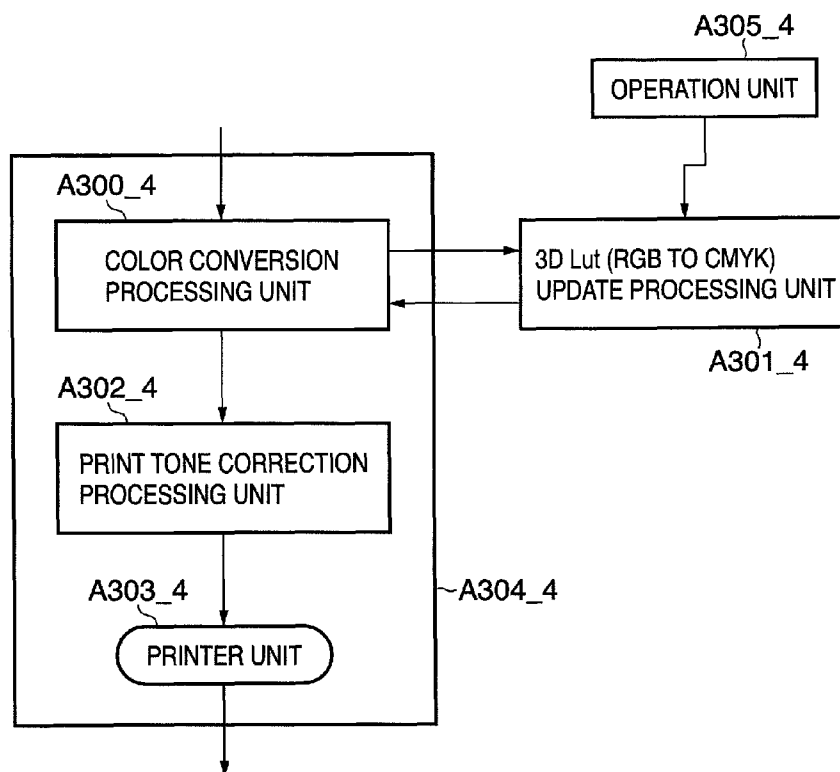 A305_4
OPERATION UNIT
A300_4
COLOR CONVERSION
PROCESSING UNIT
3D Lut (RGB TO CMYK)
UPDATE PROCESSING UNIT
A301_4
A302_4
PRINT TONE CORRECTION
PROCESSING UNIT
A303_4
A304_4
PRINTER UNIT